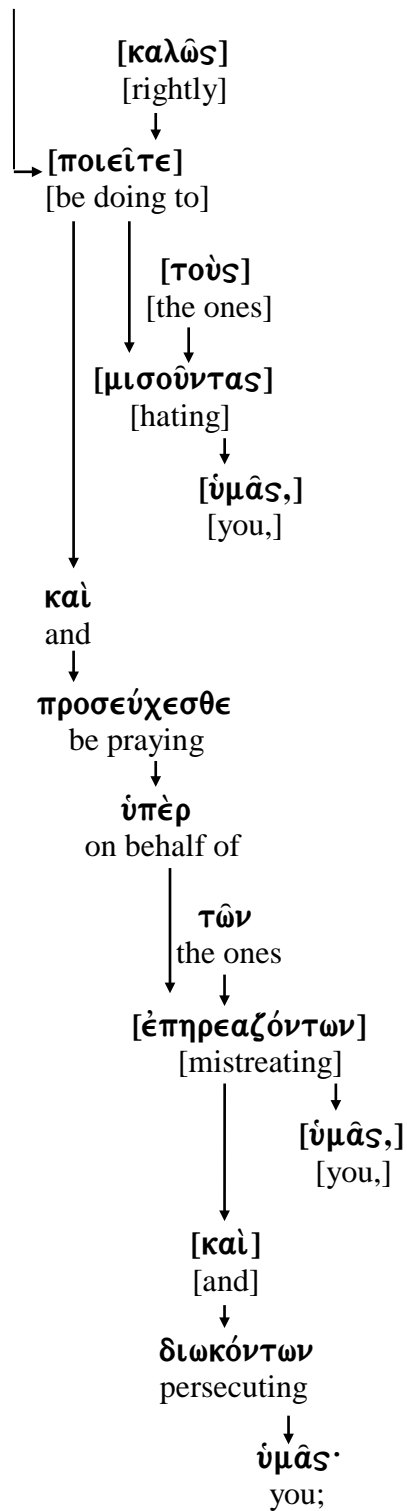 [καλῶς]
[rightly]
[ποιεῖτε]
[be doing to]
[τοὺς]
[the ones]
[μισοῦντας]
[hating]
[ὑμᾶς,]
[you,]
καὶ
and
προσεύχεσθε
be praying
ὑπὲρ
on behalf of
τῶν
the ones
[ἐπηρεαζόντων]
[mistreating]
[ὑμᾶς,]
[you,]
[καὶ]
[and]
διωκόντων
persecuting
ὑμᾶς·
you;